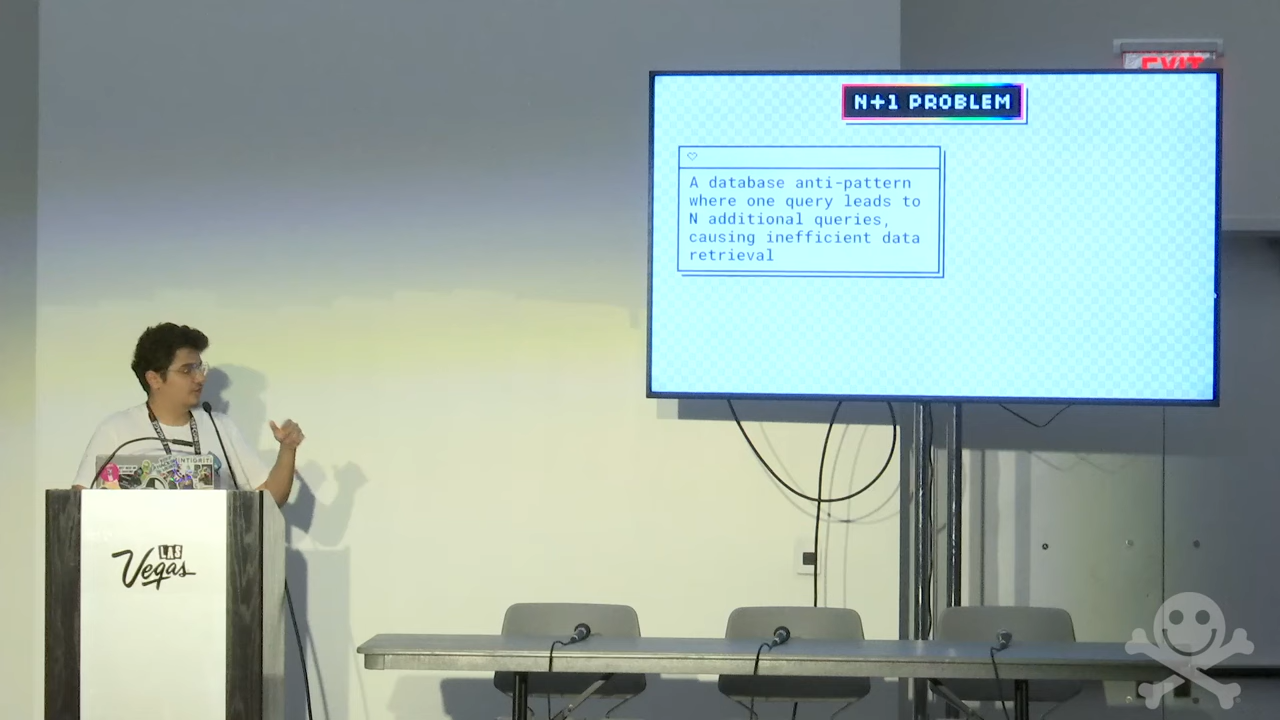 EXIT
N+1 PROBLEM
A database anti-pattern
where one query leads to
N additional queries,
causing inefficient data
retrieval
INTIGRITI
LAS
Vegas